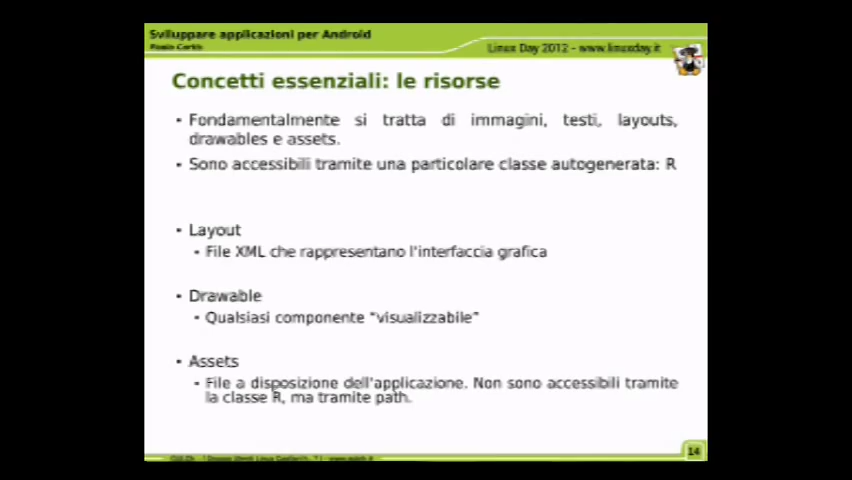 Sviluppare applicazioni per Android
Paolo
Linux Day 2012 - www.linuxday.it
Concetti essenziali: le risorse
• Fondamentalmente si tratta di immagini, testi, layouts,
drawables e assets.
• Sono accessibili tramite una particolare classe autogenerata: R
• Layout
• File XML che rappresentano l'interfaccia grafica
• Drawable
• Qualsiasi componente "visualizzabile"
• Assets
• File a disposizione dell'applicazione. Non sono accessibili tramite
la classe R, ma tramite path.
14